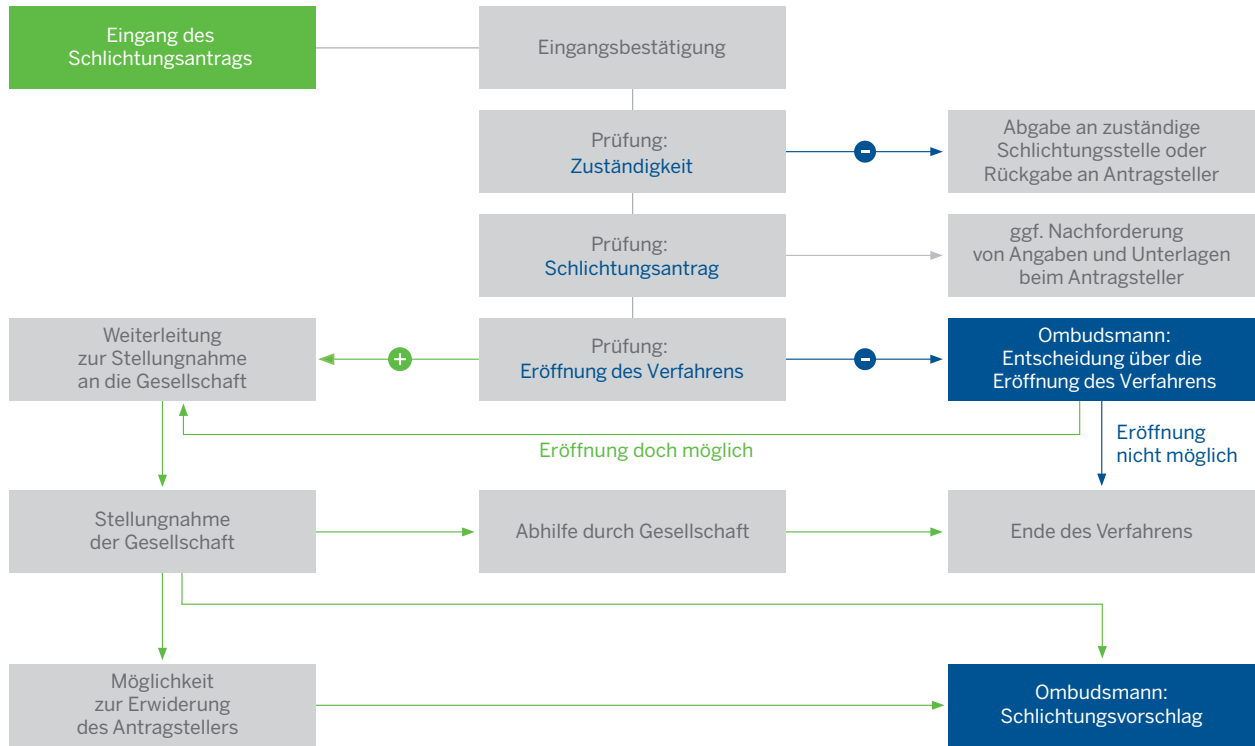 Eingang des
Schlichtungsantrags
Eingangsbestätigung
Prüfung:
Zuständigkeit
Abgabe an zuständige
Schlichtungsstelle oder
Rückgabe an Antragsteller
Prüfung:
Schlichtungsantrag
ggf. Nachforderung
von Angaben und Unterlagen
beim Antragsteller
Weiterleitung
zur Stellungnahme
an die Gesellschaft
Prüfung:
Eröffnung des Verfahrens
Ombudsmann:
Entscheidung über die
Eröffnung des Verfahrens
Eröffnung doch möglich
Eröffnung
nicht möglich
Stellungnahme
der Gesellschaft
Abhilfe durch Gesellschaft
Ende des Verfahrens
Möglichkeit
zur Erwiderung
des Antragstellers
Ombudsmann:
Schlichtungsvorschlag